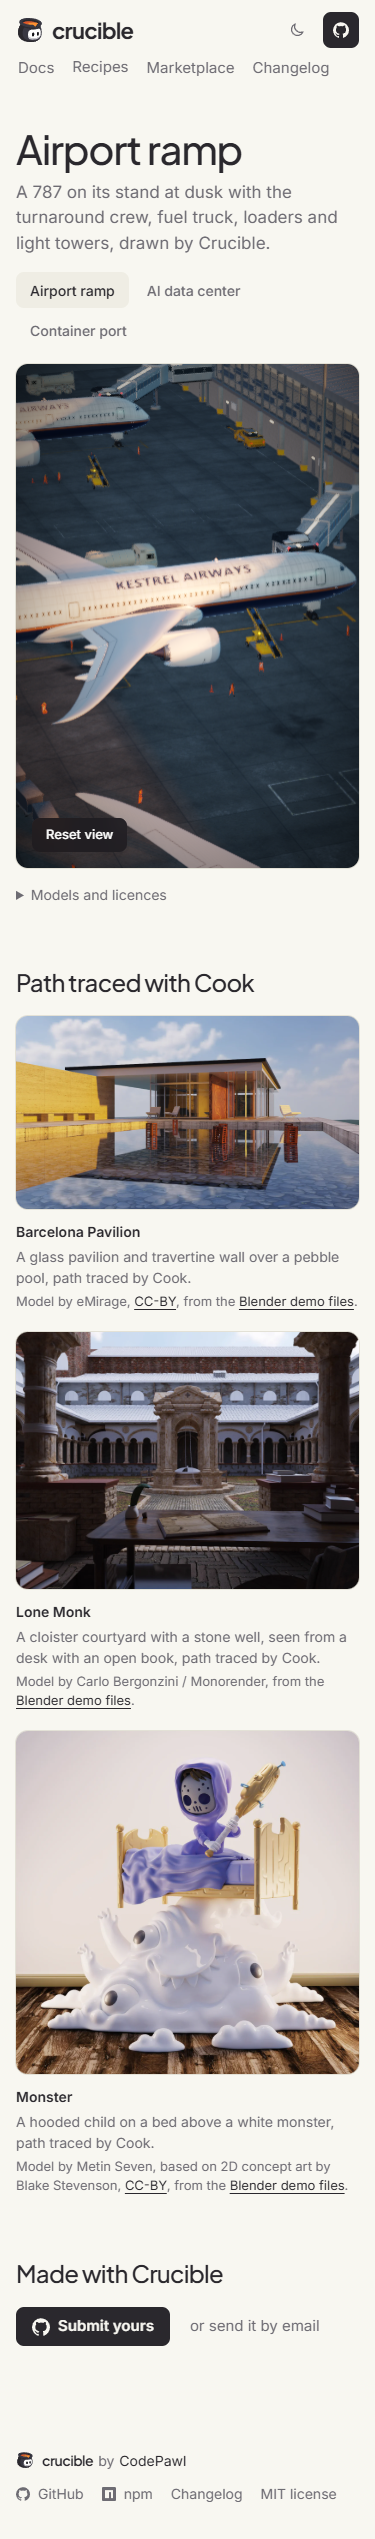 crucible
Docs Recipes Marketplace Changelog
Airport ramp
A 787 on its stand at dusk with the
turnaround crew, fuel truck, loaders and
light towers, drawn by Crucible.
Airport ramp AI data center
Container port
AIRWAYS
KESTREL AIRWAYS
Reset view
Models and licences
Path traced with Cook
Barcelona Pavilion
A glass pavilion and travertine wall over a pebble
pool, path traced by Cook.
Model by eMirage, CC-BY, from the Blender demo files.
Lone Monk
A cloister courtyard with a stone well, seen from a
desk with an open book, path traced by Cook.
Model by Carlo Bergonzini / Monorender, from the
Blender demo files.
Monster
A hooded child on a bed above a white monster,
path traced by Cook.
Model by Metin Seven, based on 2D concept art by
Blake Stevenson, CC-BY, from the Blender demo files.
Made with Crucible
Submit yours or send it by email
crucible by CodePawl
GitHub npm Changelog MIT license